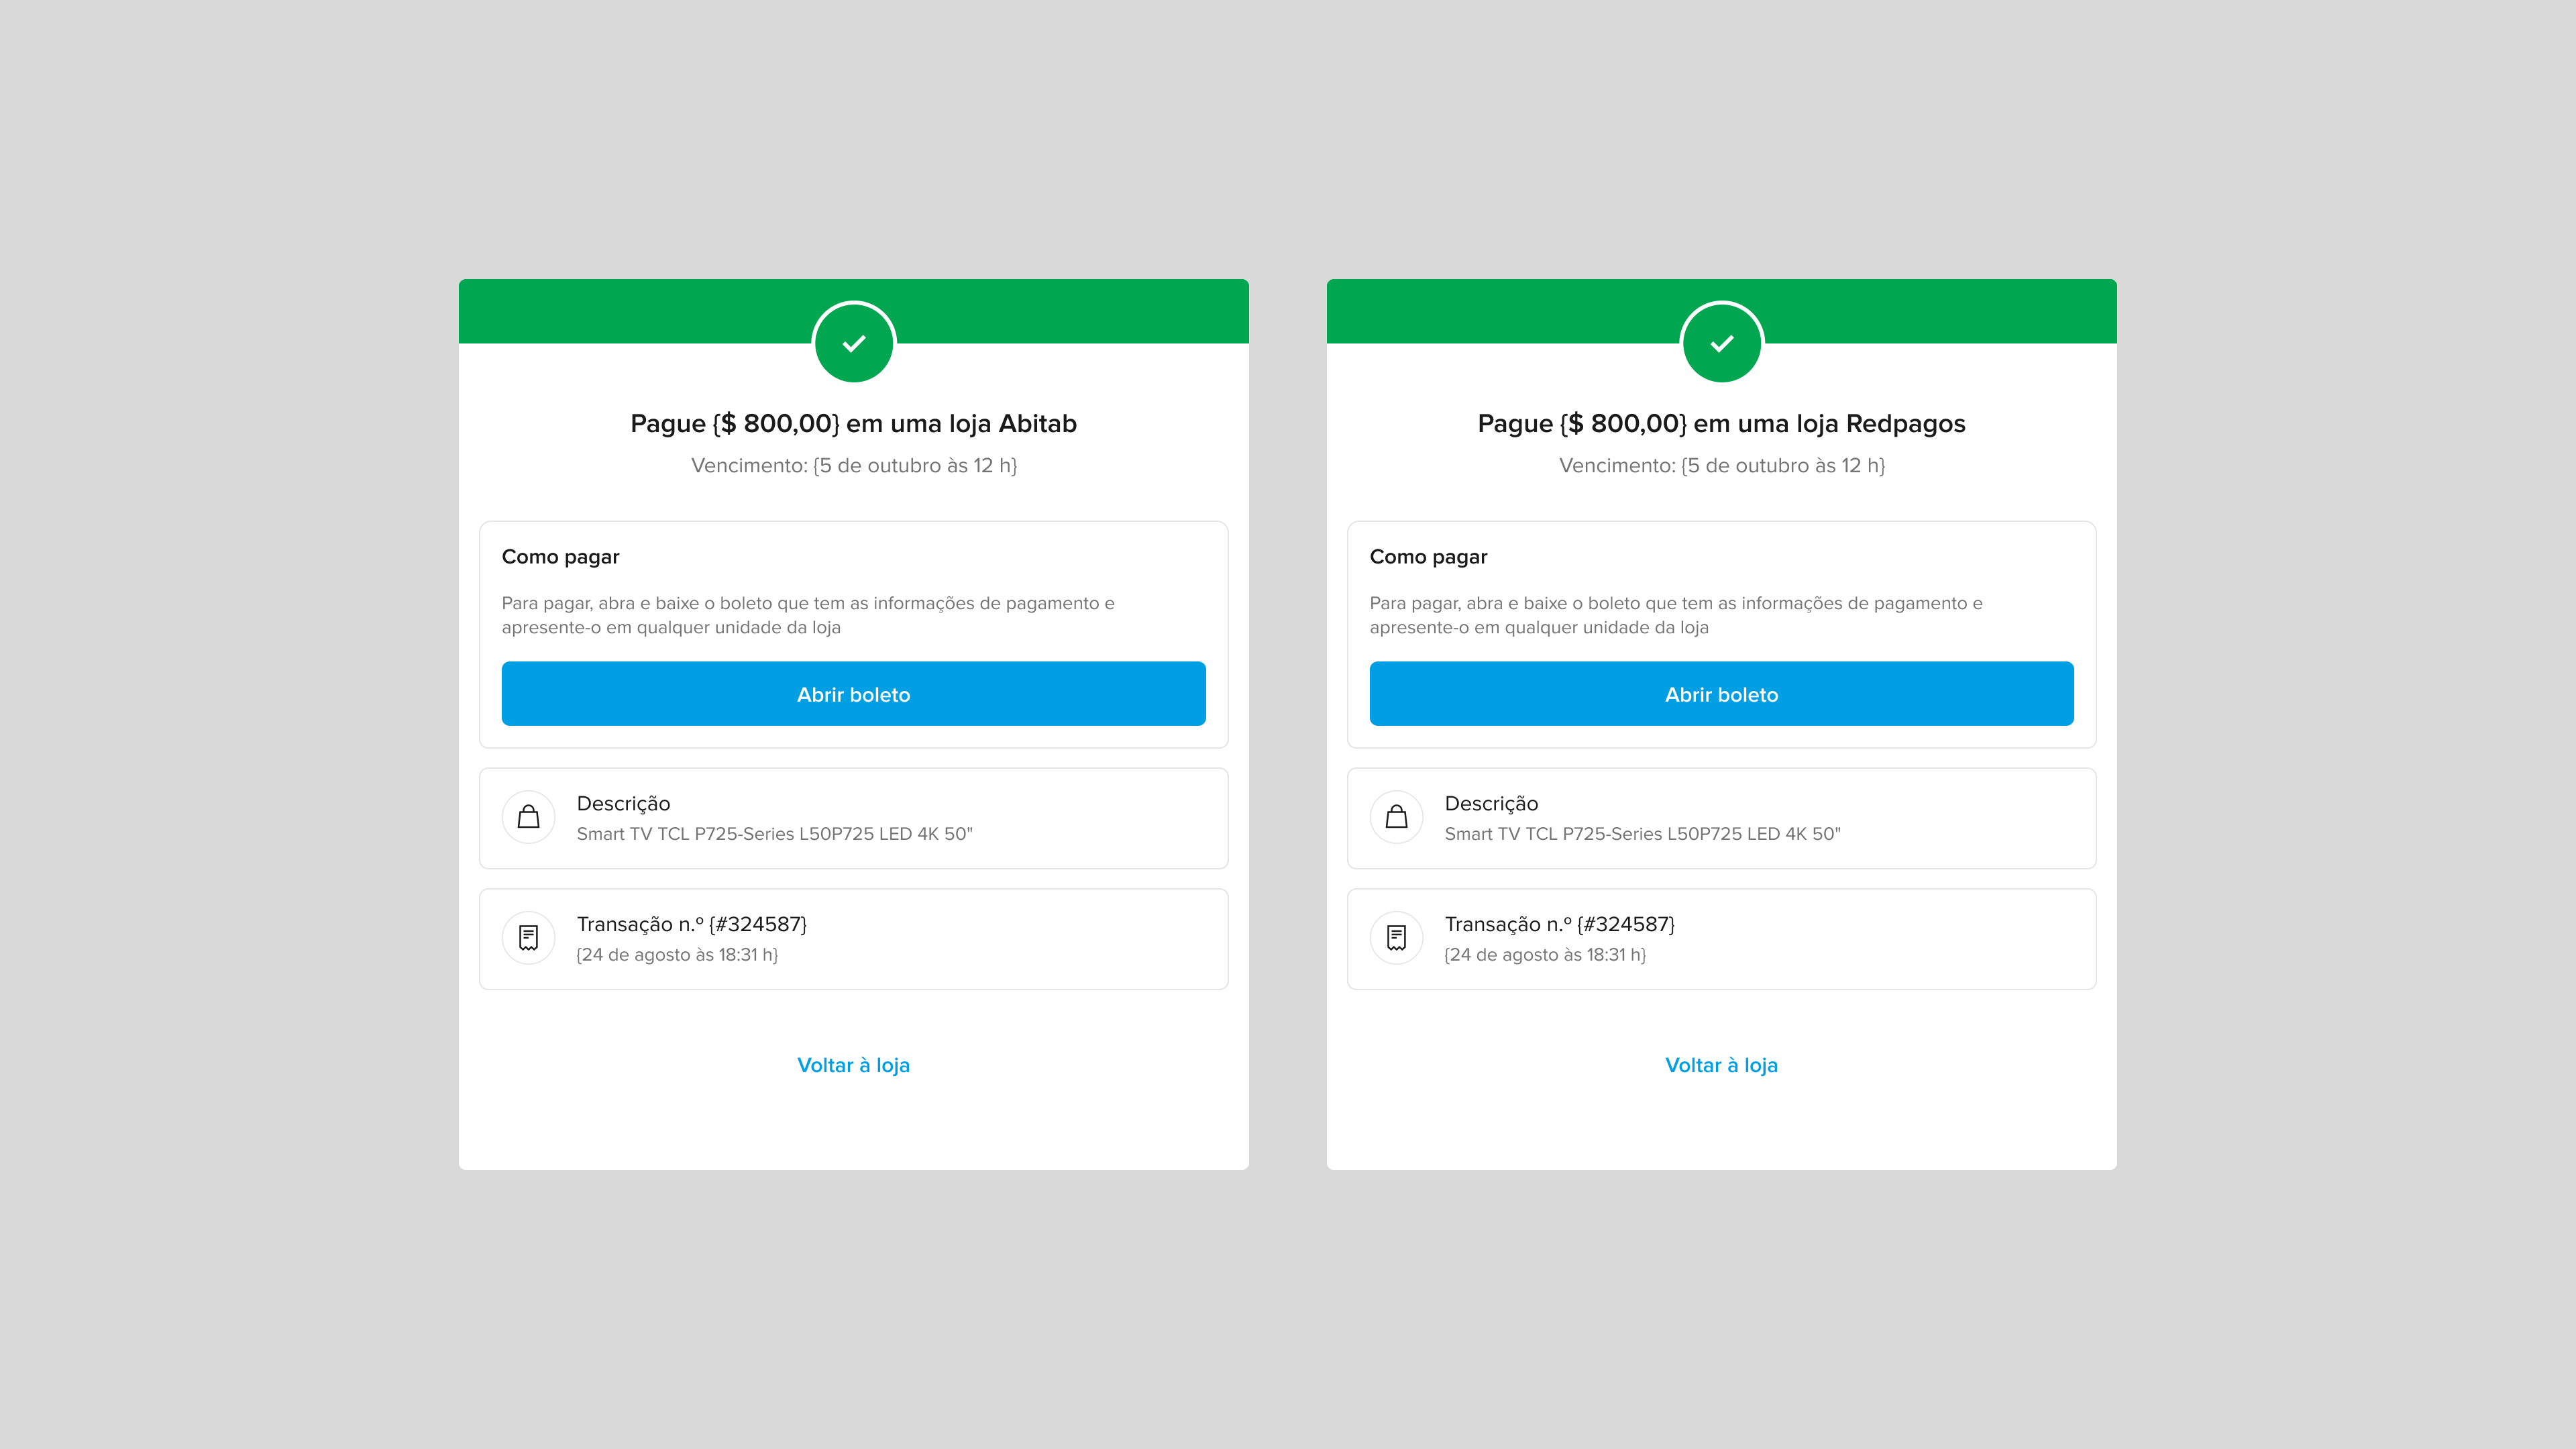 Pague {$ 800,00} em uma loja Abitab
Vencimento: {5 de outubro às 12 h}
Como pagar
Para pagar, abra e baixe o boleto que tem as informações de pagamento e
apresente-o em qualquer unidade da loja
Abrir boleto
Descrição
Smart TV TCL P725-Series L50P725 LED 4K 50"
Transação n.º {#324587}
{24 de agosto às 18:31 h}
Voltar à loja
Pague {$ 800,00} em uma loja Redpagos
Vencimento: {5 de outubro às 12 h}
Como pagar
Para pagar, abra e baixe o boleto que tem as informações de pagamento e
apresente-o em qualquer unidade da loja
Abrir boleto
Descrição
Smart TV TCL P725-Series L50P725 LED 4K 50"
Transação n.º {#324587}
{24 de agosto às 18:31 h}
Voltar à loja